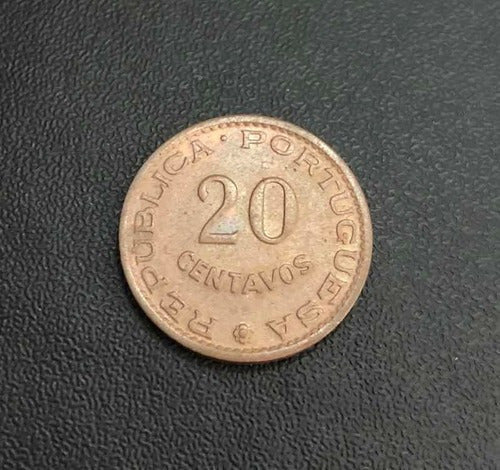 REPUBLICA · PORTUGUESA
20
CENTAVOS